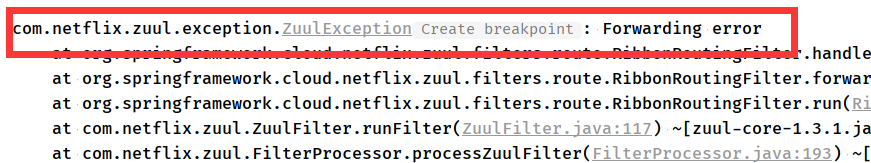 com.netflix.zuul.exception.ZuulException Create breakpoint : Forwarding error
at org.springframework.cloud.netflix.zuul.filters.route.RibbonRoutingFilter.handle
at org.springframework.cloud.netflix.zuul.filters.route.RibbonRoutingFilter.forwar
at org.springframework.cloud.netflix.zuul.filters.route.RibbonRoutingFilter.run(Ri
at com.netflix.zuul.ZuulFilter.runFilter(ZuulFilter.java:117) ~[zuul-core-1.3.1.ja
at com.netflix.zuul.FilterProcessor.processZuulFilter(FilterProcessor.java:193) ~[